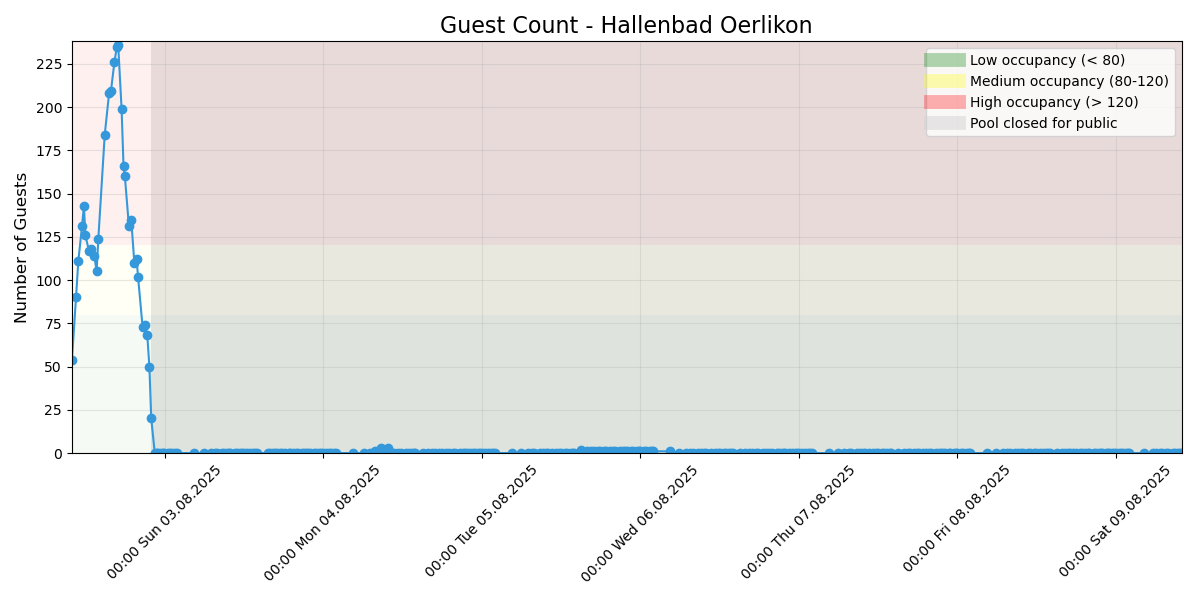 Guest Count - Hallenbad Oerlikon
Number of Guests
225
200
175
150
125
100
75
50
25
0
Low occupancy (< 80)
Medium occupancy (80-120)
High occupancy (> 120)
Pool closed for public
00:00 Sun 03.08.2025
00:00 Mon 04.08.2025
00:00 Tue 05.08.2025
00:00 Wed 06.08.2025
00:00 Thu 07.08.2025
00:00 Fri 08.08.2025
00:00 Sat 09.08.2025